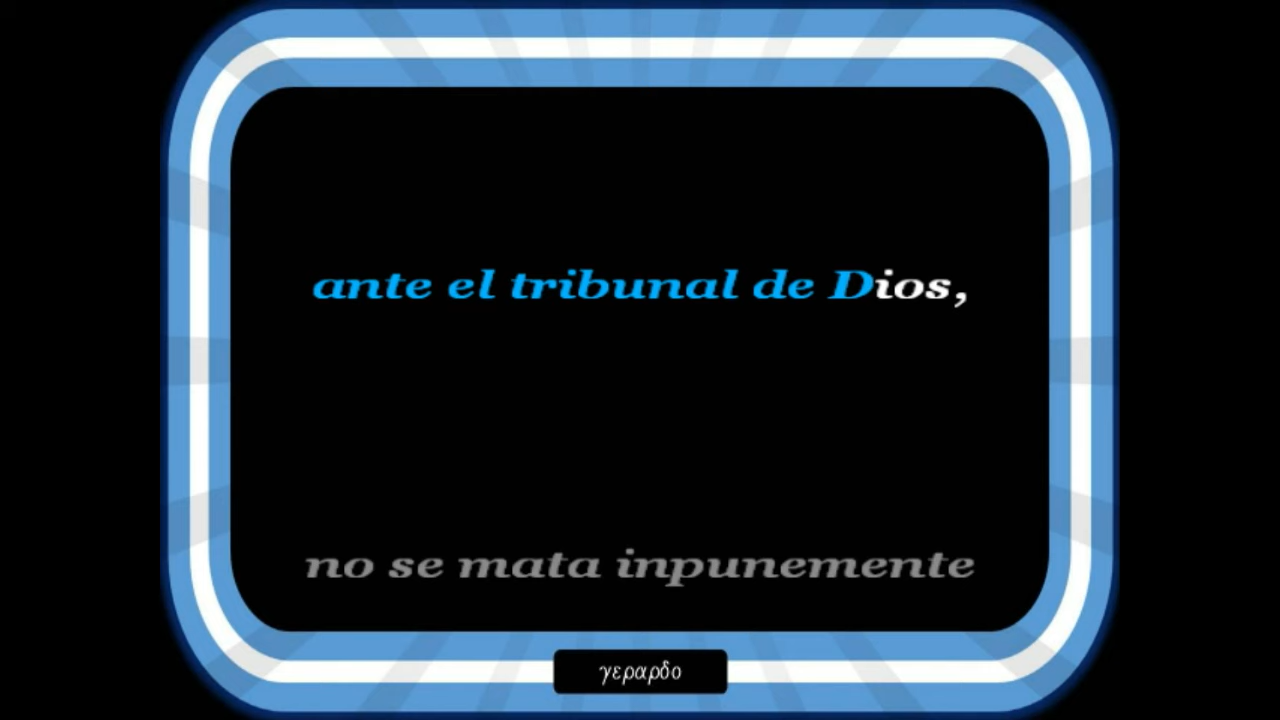 ante el tribunal de Dios,
no se mata inpunemente
γεραρδο